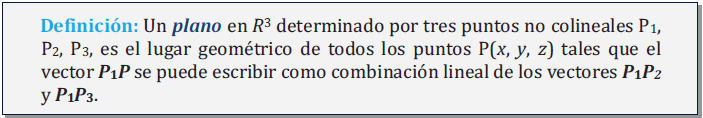 Definición: Un plano en R³ determinado por tres puntos no colineales P₁,
P₂, P₃, es el lugar geométrico de todos los puntos P(x, y, z) tales que el
vector P₁P se puede escribir como combinación lineal de los vectores P₁P₂
y P₁P₃.